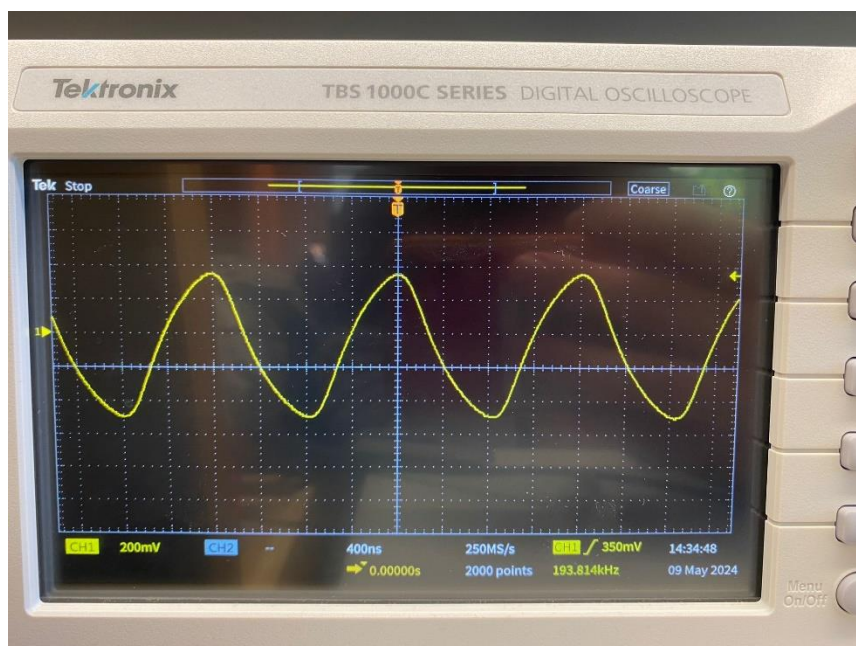 Tektronix TBS 1000C SERIES DIGITAL OSCILLOSCOPE
Tek Stop Coarse ?
T
T
1
CH1 200mV CH2 -- 400ns 250MS/s CH1 350mV 14:34:48
0.00000s 2000 points 193.814kHz 09 May 2024
Menu
On/Off